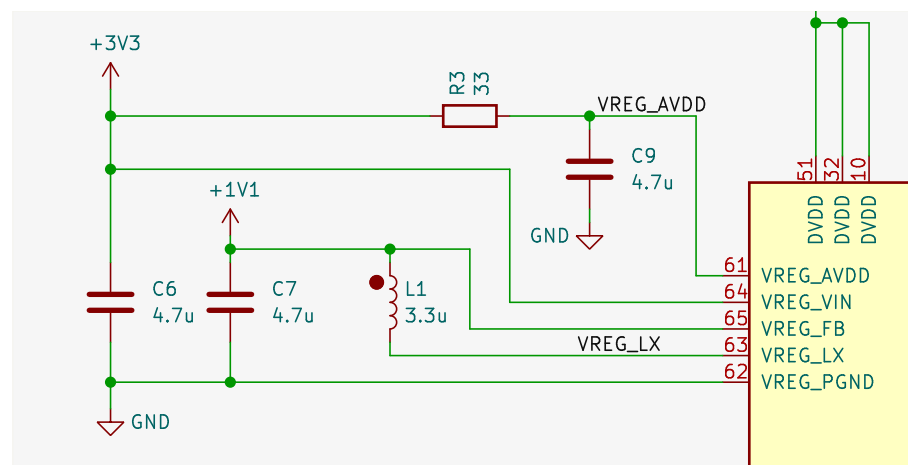 +3V3
R3
33
VREG_AVDD
C9
4.7u
GND
+1V1
C6
4.7u
C7
4.7u
L1
3.3u
VREG_LX
GND
51
32
10
DVDD
DVDD
DVDD
61 VREG_AVDD
64 VREG_VIN
65 VREG_FB
63 VREG_LX
62 VREG_PGND